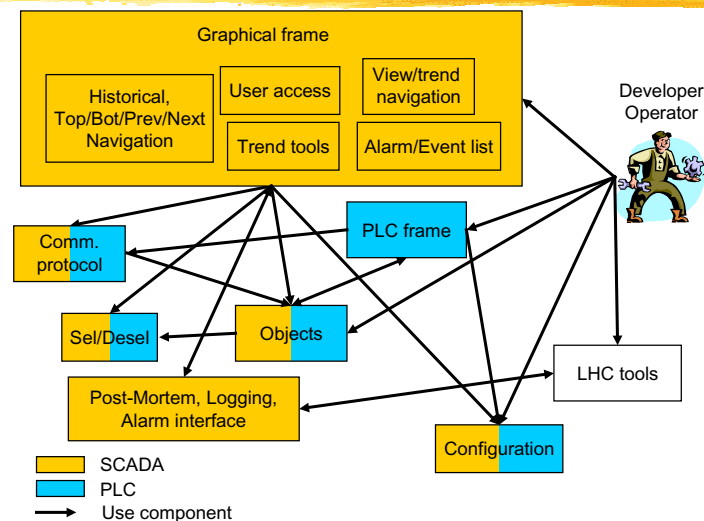 Graphical frame
Historical,
Top/Bot/Prev/Next
Navigation
User access
View/trend
navigation
Trend tools
Alarm/Event list
Developer
Operator
Comm.
protocol
PLC frame
Sel/Desel
Objects
LHC tools
Post-Mortem, Logging,
Alarm interface
Configuration
SCADA
PLC
Use component